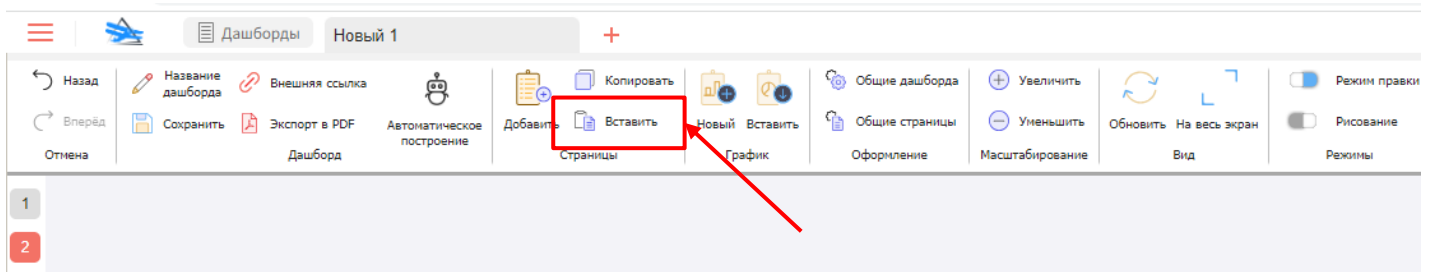 Дашборды
Новый 1
Назад
Вперёд
Отмена
Название
дашборда
Сохранить
Внешняя ссылка
Экспорт в PDF
Автоматическое
построение
Дашборд
Добавить
Копировать
Вставить
Страницы
Новый
Вставить
График
Общие дашборда
Общие страницы
Оформление
Увеличить
Уменьшить
Масштабирование
Обновить
На весь экран
Вид
Режим правки
Рисование
Режимы
1
2